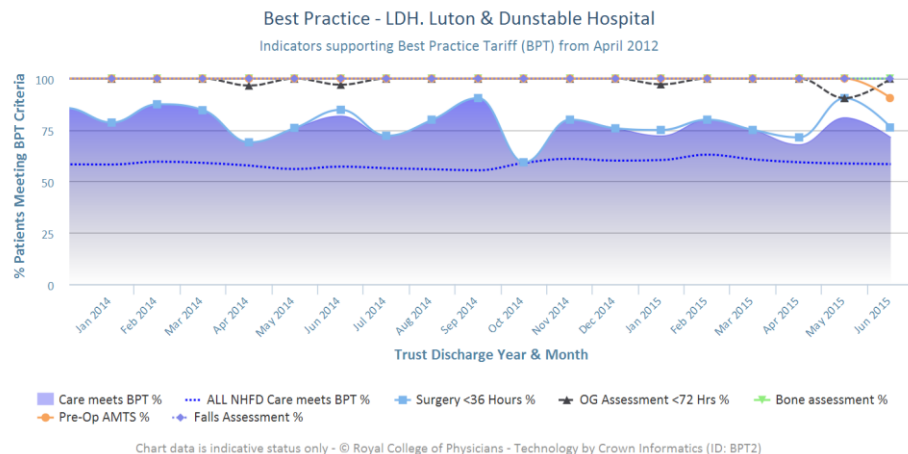 Best Practice - LDH. Luton & Dunstable Hospital
Indicators supporting Best Practice Tariff (BPT) from April 2012
% Patients Meeting BPT Criteria
100
75
50
25
0
Jan 2014
Feb 2014
Mar 2014
Apr 2014
May 2014
Jun 2014
Jul 2014
Aug 2014
Sep 2014
Oct 2014
Nov 2014
Dec 2014
Jan 2015
Feb 2015
Mar 2015
Apr 2015
May 2015
Jun 2015
Trust Discharge Year & Month
Care meets BPT % ALL NHFD Care meets BPT % Surgery <36 Hours % OG Assessment <72 Hrs % Bone assessment %
Pre-Op AMTS % Falls Assessment %
Chart data is indicative status only - © Royal College of Physicians - Technology by Crown Informatics (ID: BPT2)